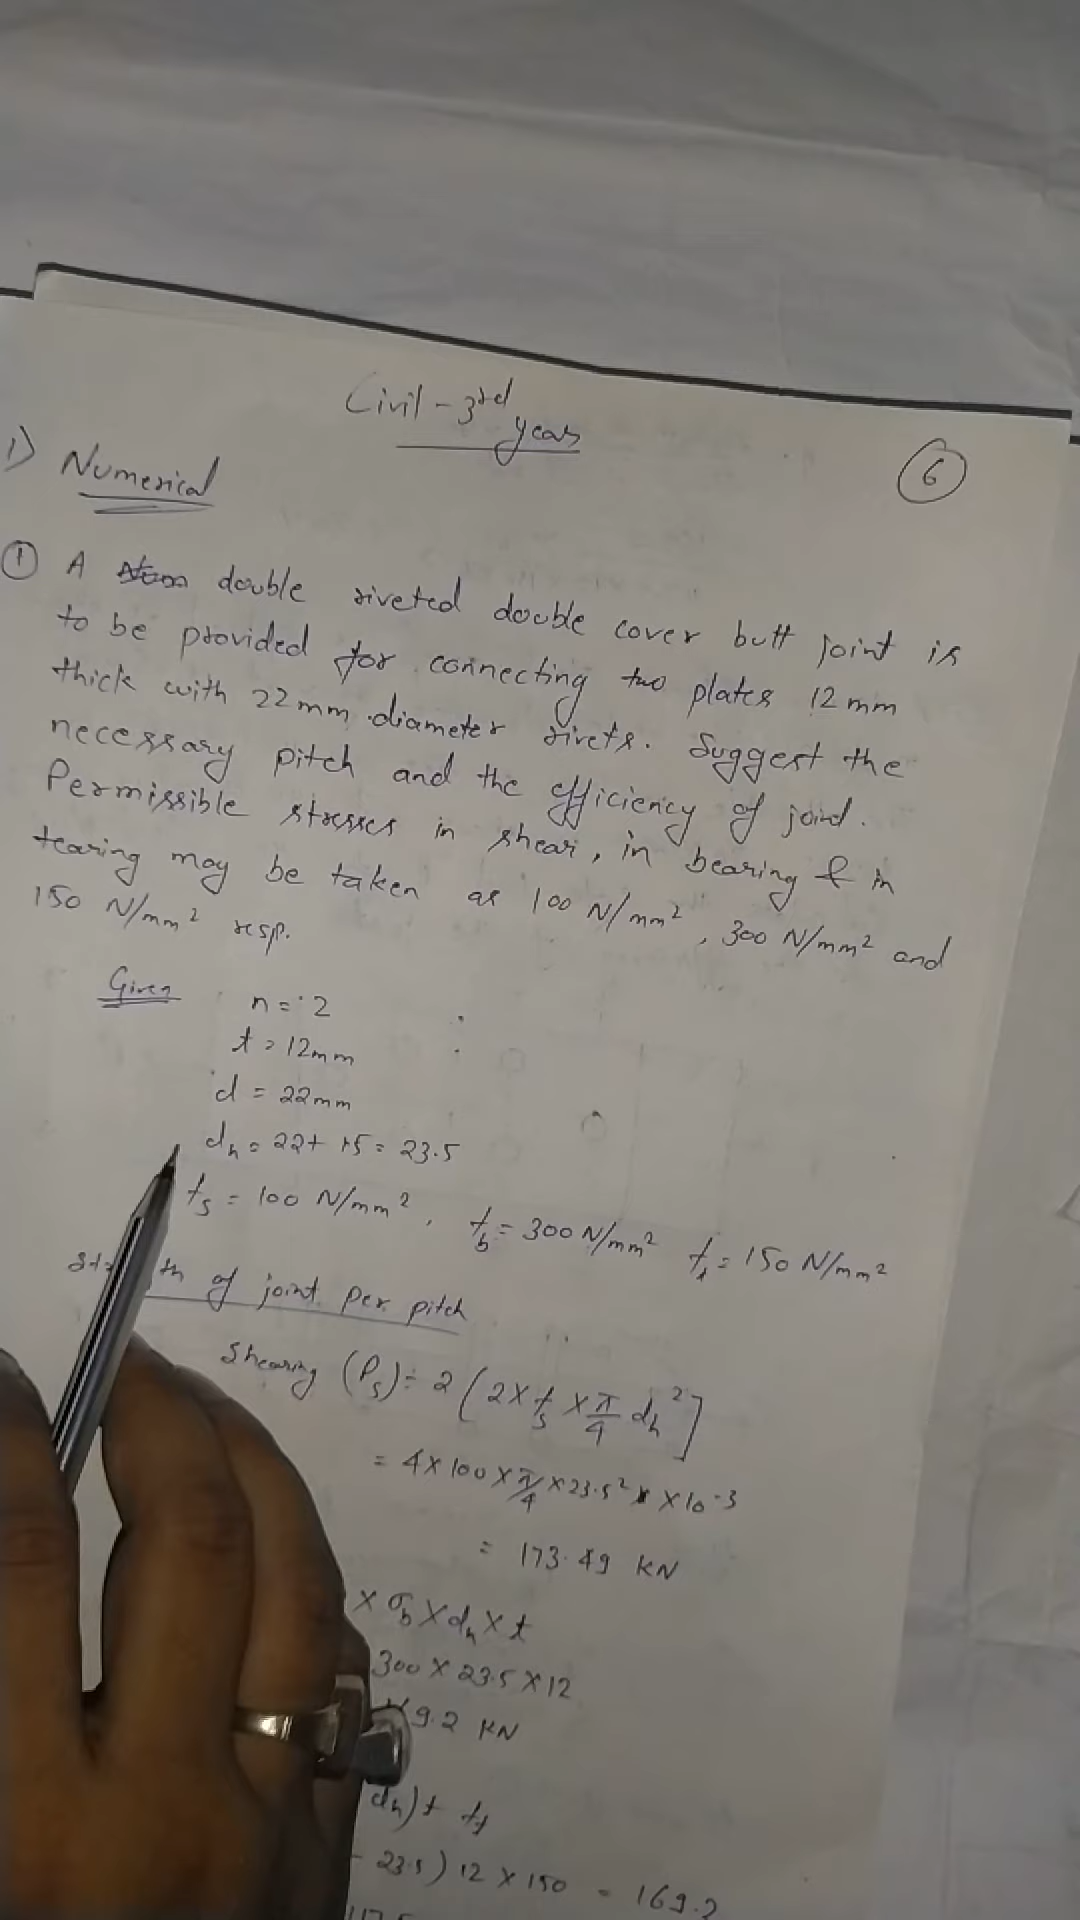 Civil - 3rd year
6
1) Numerical
① A double riveted double cover butt joint is
to be provided for connecting two plates 12 mm
thick with 22 mm diameter rivets. Suggest the
necessary pitch and the efficiency of joint.
Permissible stresses in shear, in bearing & in
tearing may be taken as 100 N/mm², 300 N/mm² and
150 N/mm² resp.
Given
n = 2
t = 12mm
d = 22mm
dₕ = 22+ 1.5 = 23.5
fs = 100 N/mm², fb = 300 N/mm² ft = 150 N/mm²
of joint per pitch
Shearing (Ps) = 2 [2 × fs × π/4 dₕ²]
= 4 × 100 × π/4 × 23.5² × 10⁻³
= 173.49 KN
× σb × dₕ × t
300 × 23.5 × 12
9.2 KN
dₕ) t ft
- 23.5) 12 × 150 = 169.2
117.5